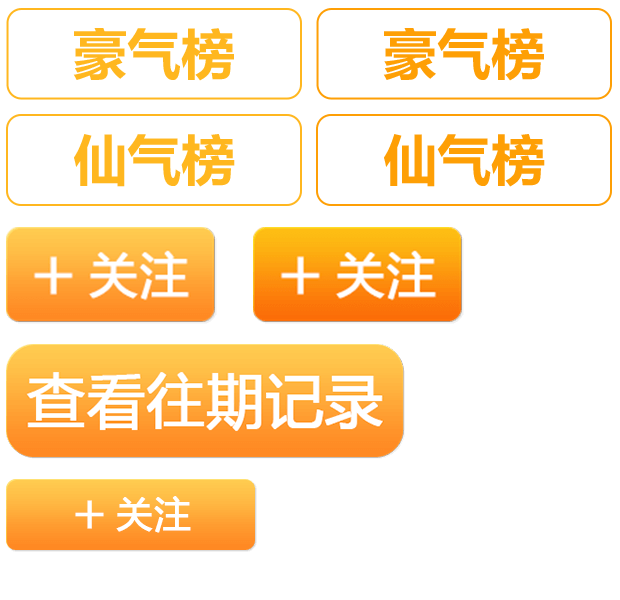 豪气榜 豪气榜
仙气榜 仙气榜
+ 关注 + 关注
查看往期记录
+ 关注